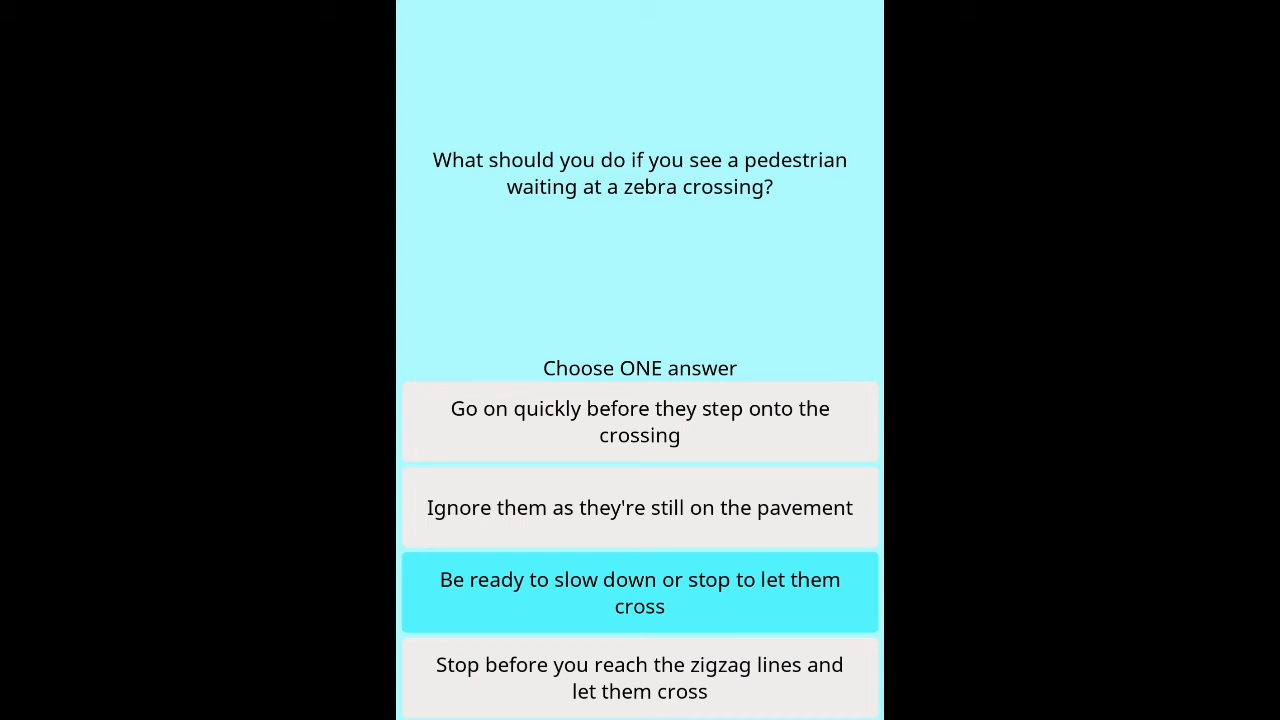 What should you do if you see a pedestrian
waiting at a zebra crossing?
Choose ONE answer
Go on quickly before they step onto the
crossing
Ignore them as they're still on the pavement
Be ready to slow down or stop to let them
cross
Stop before you reach the zigzag lines and
let them cross